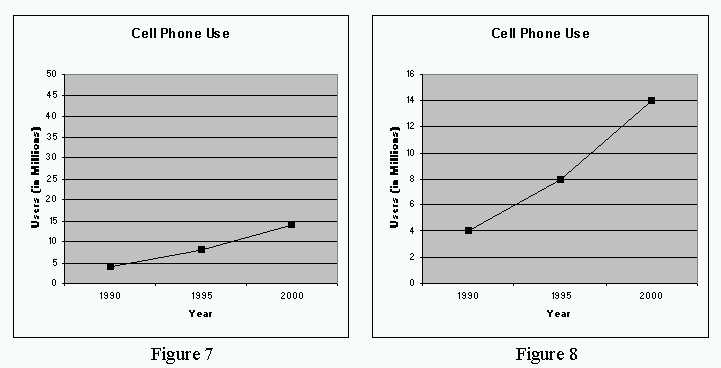 Cell Phone Use
Users (in Millions)
50
45
40
35
30
25
20
15
10
5
0
1990 1995 2000
Year
Figure 7
Cell Phone Use
Users (in Millions)
16
14
12
10
8
6
4
2
0
1990 1995 2000
Year
Figure 8